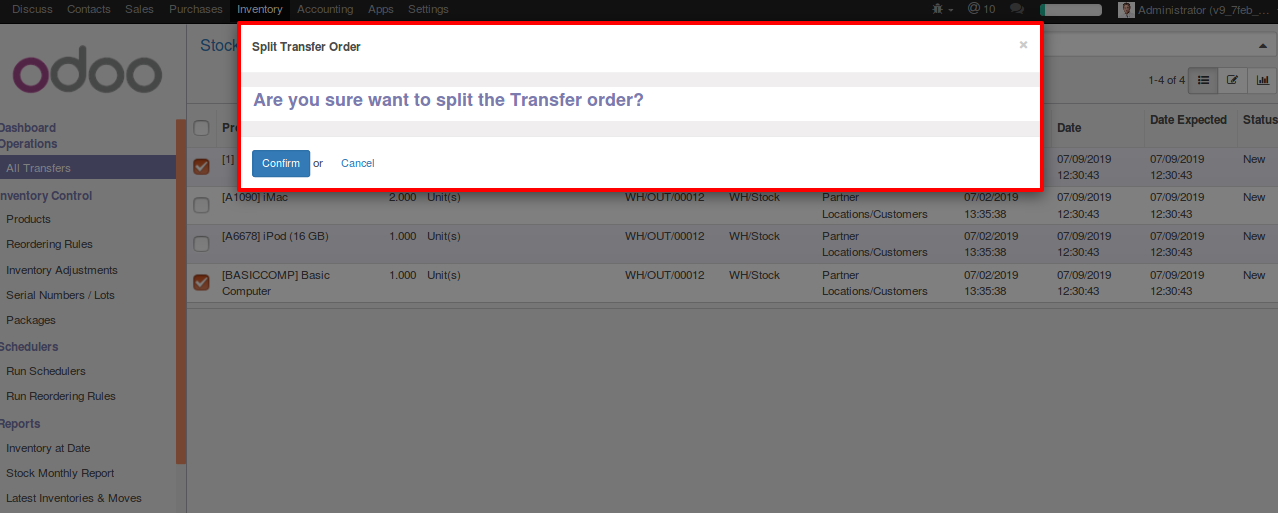 Discuss Contacts Sales Purchases Inventory Accounting Apps Settings @ 10 Administrator (v9_7feb_...
odoo
Stock
Split Transfer Order ×
Are you sure want to split the Transfer order?
Confirm or Cancel
1-4 of 4
Dashboard
Operations
All Transfers
Inventory Control
Products
Reordering Rules
Inventory Adjustments
Serial Numbers / Lots
Packages
Schedulers
Run Schedulers
Run Reordering Rules
Reports
Inventory at Date
Stock Monthly Report
Latest Inventories & Moves
Date Date Expected Status
[1] 07/09/2019 07/09/2019 New
12:30:43 12:30:43
[A1090] iMac 2.000 Unit(s) WH/OUT/00012 WH/Stock Partner 07/02/2019 07/09/2019 07/09/2019 New
Locations/Customers 13:35:38 12:30:43 12:30:43
[A6678] iPod (16 GB) 1.000 Unit(s) WH/OUT/00012 WH/Stock Partner 07/02/2019 07/09/2019 07/09/2019 New
Locations/Customers 13:35:38 12:30:43 12:30:43
[BASICCOMP] Basic 1.000 Unit(s) WH/OUT/00012 WH/Stock Partner 07/02/2019 07/09/2019 07/09/2019 New
Computer Locations/Customers 13:35:38 12:30:43 12:30:43